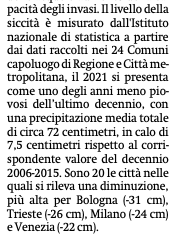 pacità degli invasi. Il livello della
siccità è misurato dall'Istituto
nazionale di statistica a partire
dai dati raccolti nei 24 Comuni
capoluogo di Regione e Città me-
tropolitana, il 2021 si presenta
come uno degli anni meno pio-
vosi dell'ultimo decennio, con
una precipitazione media totale
di circa 72 centimetri, in calo di
7,5 centimetri rispetto al corri-
spondente valore del decennio
2006-2015. Sono 20 le città nelle
quali si rileva una diminuzione,
più alta per Bologna (-31 cm),
Trieste (-26 cm), Milano (-24 cm)
e Venezia (-22 cm).